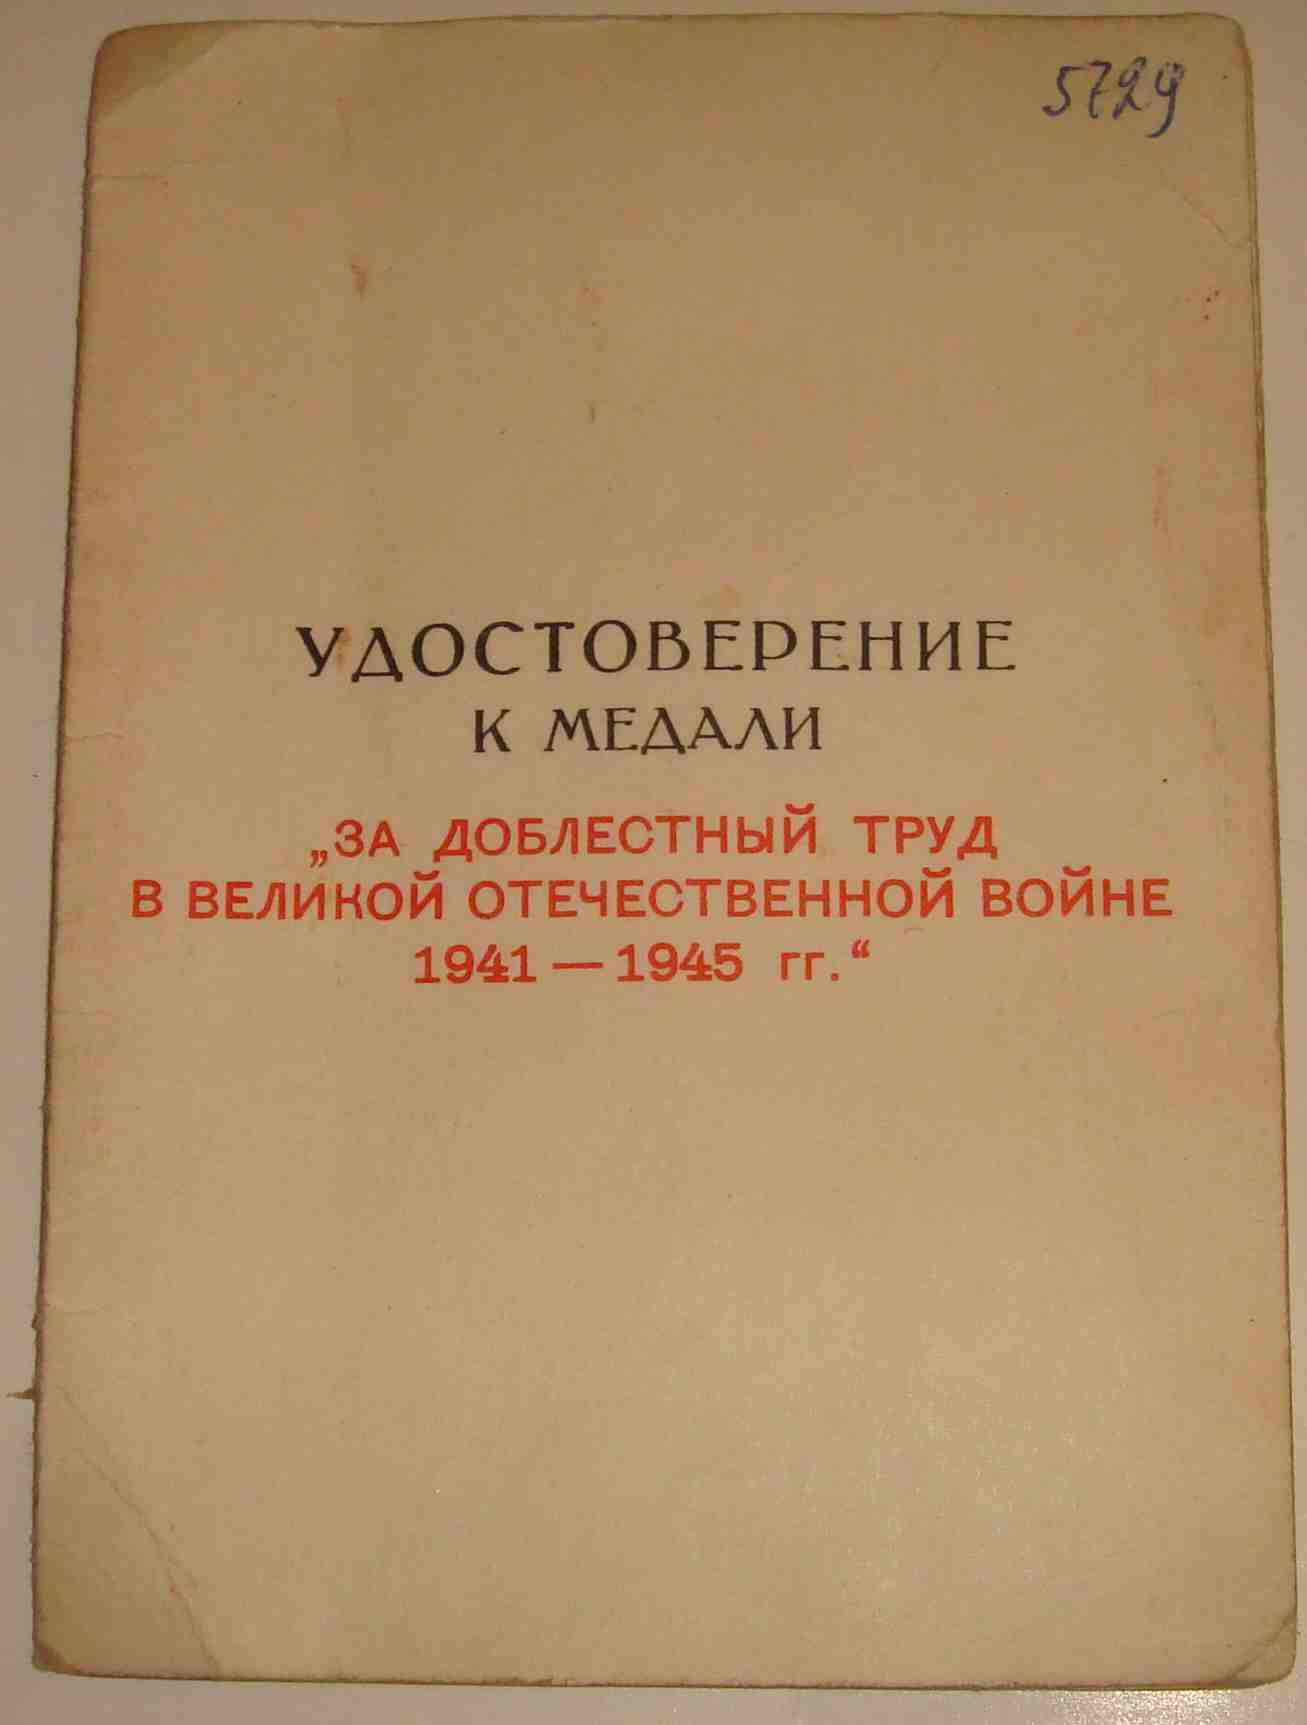 5729
УДОСТОВЕРЕНИЕ
К МЕДАЛИ
„ЗА ДОБЛЕСТНЫЙ ТРУД
В ВЕЛИКОЙ ОТЕЧЕСТВЕННОЙ ВОЙНЕ
1941 — 1945 гг.“